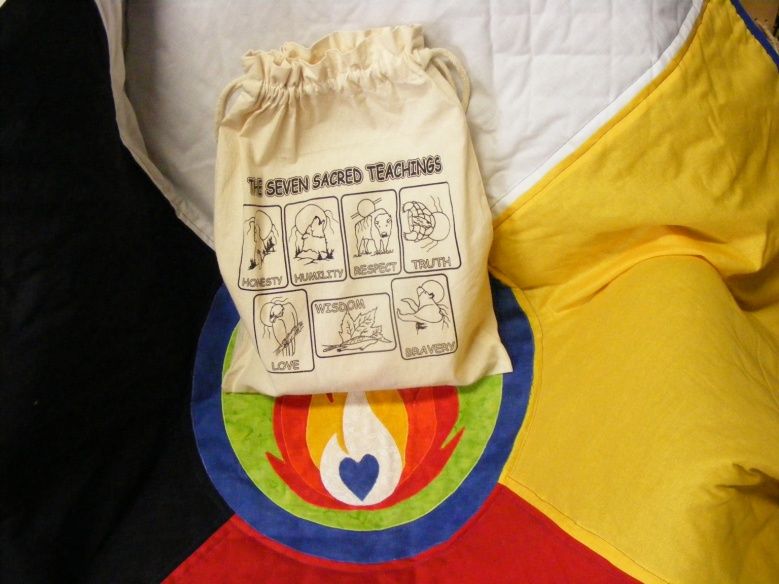 THE SEVEN SACRED TEACHINGS
HONESTY HUMILITY RESPECT TRUTH
LOVE WISDOM BRAVERY